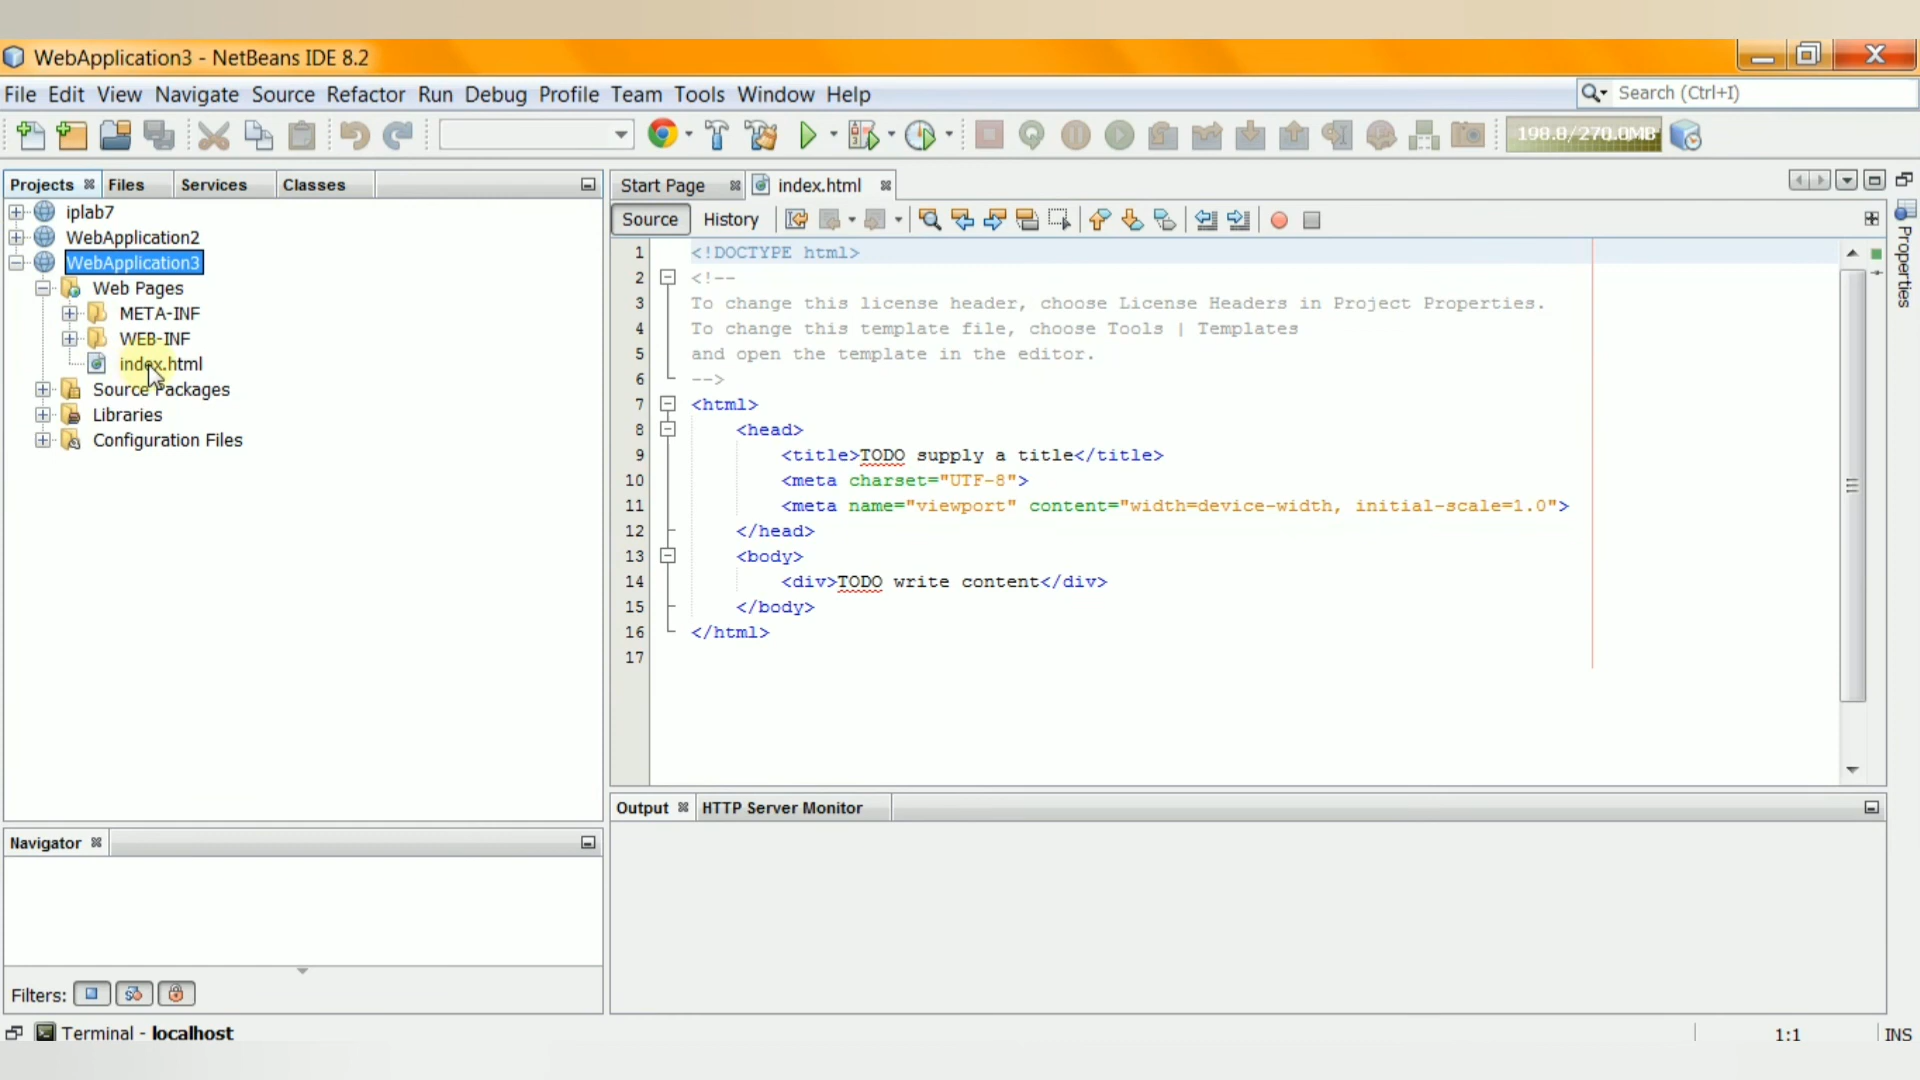 WebApplication3 - NetBeans IDE 8.2
File Edit View Navigate Source Refactor Run Debug Profile Team Tools Window Help
Search (Ctrl+I)
198.8/270.0MB
Projects Files Services Classes
iplab7
WebApplication2
WebApplication3
Web Pages
META-INF
WEB-INF
index.html
Source Packages
Libraries
Configuration Files
Start Page index.html
Source History
1 <!DOCTYPE html>
2 <!--
3 To change this license header, choose License Headers in Project Properties.
4 To change this template file, choose Tools | Templates
5 and open the template in the editor.
6 -->
7 <html>
8 <head>
9 <title>TODO supply a title</title>
10 <meta charset="UTF-8">
11 <meta name="viewport" content="width=device-width, initial-scale=1.0">
12 </head>
13 <body>
14 <div>TODO write content</div>
15 </body>
16 </html>
17
Properties
Output HTTP Server Monitor
Navigator
Filters:
Terminal - localhost
1:1 INS